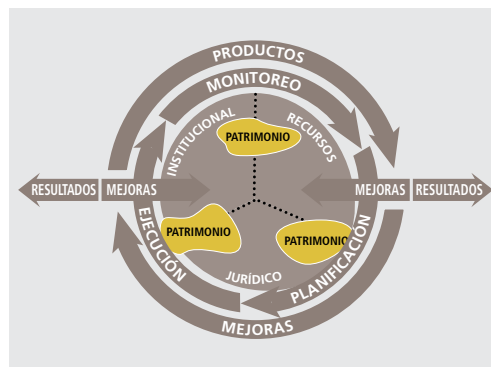 PRODUCTOS
MONITOREO
INSTITUCIONAL
RECURSOS
PATRIMONIO
RESULTADOS
MEJORAS
MEJORAS
RESULTADOS
PATRIMONIO
PATRIMONIO
EJECUCIÓN
PLANIFICACIÓN
JURÍDICO
MEJORAS